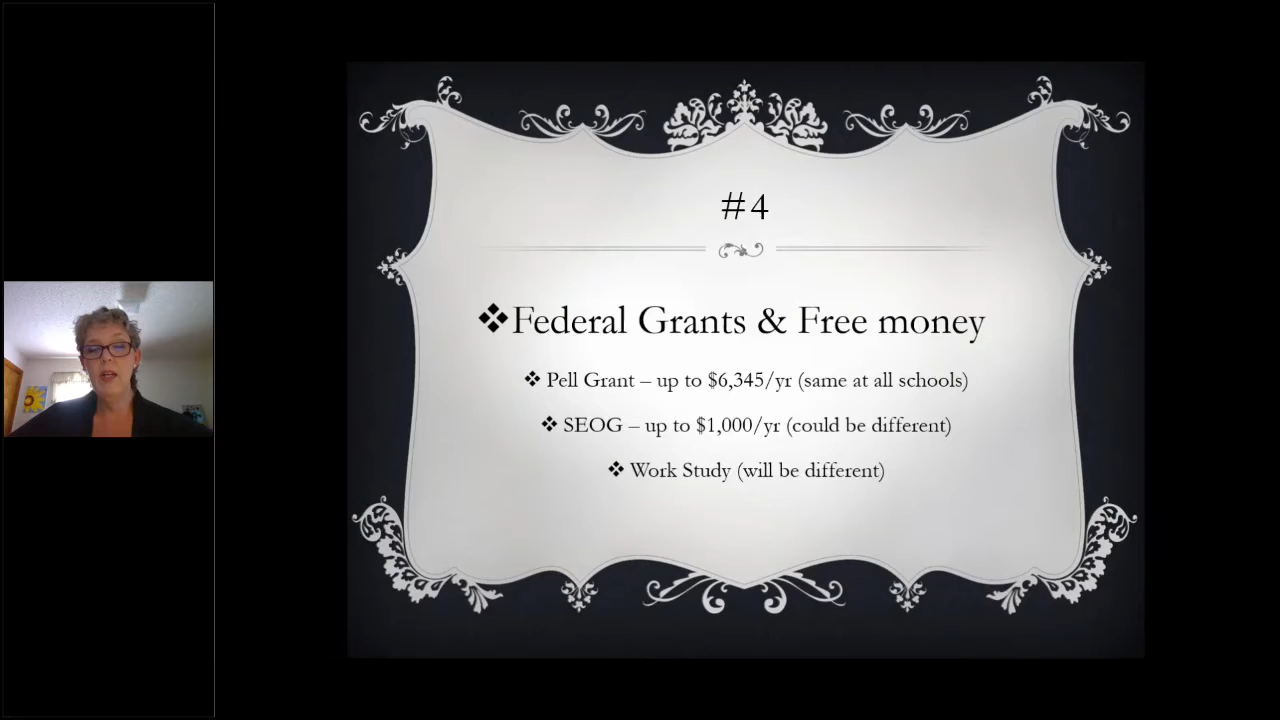 #4
❖Federal Grants & Free money
❖ Pell Grant – up to $6,345/yr (same at all schools)
❖ SEOG – up to $1,000/yr (could be different)
❖ Work Study (will be different)